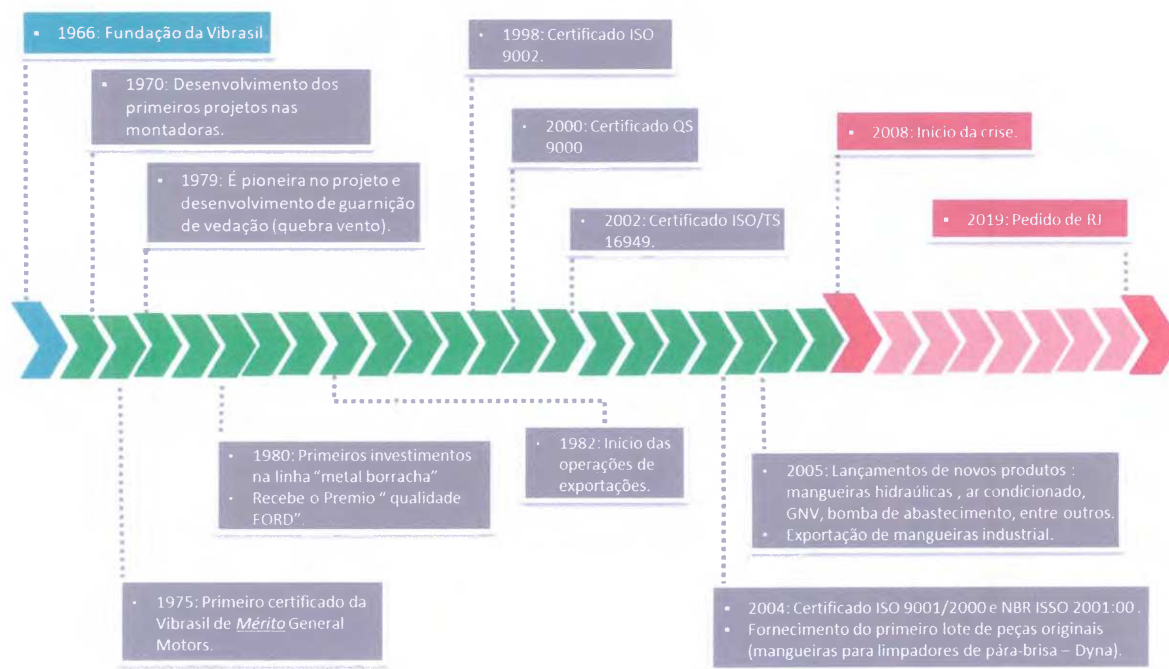 ▪ 1966: Fundação da Vibrasil
▪ 1970: Desenvolvimento dos
primeiros projetos nas
montadoras.
▪ 1979: É pioneira no projeto e
desenvolvimento de guarnição
de vedação (quebra vento).
▪ 1998: Certificado ISO
9002.
▪ 2000: Certificado QS
9000
▪ 2002: Certificado ISO/TS
16949.
▪ 2008: Início da crise.
▪ 2019: Pedido de RJ
▪ 1980: Primeiros investimentos
na linha “metal borracha”
▪ Recebe o Premio “ qualidade
FORD”.
▪ 1975: Primeiro certificado da
Vibrasil de Mérito General
Motors.
▪ 1982: Início das
operações de
exportações.
▪ 2005: Lançamentos de novos produtos :
mangueiras hidraúlicas , ar condicionado,
GNV, bomba de abastecimento, entre outros.
▪ Exportação de mangueiras industrial.
▪ 2004: Certificado ISO 9001/2000 e NBR ISSO 2001:00 .
▪ Fornecimento do primeiro lote de peças originais
(mangueiras para limpadores de pára-brisa – Dyna).